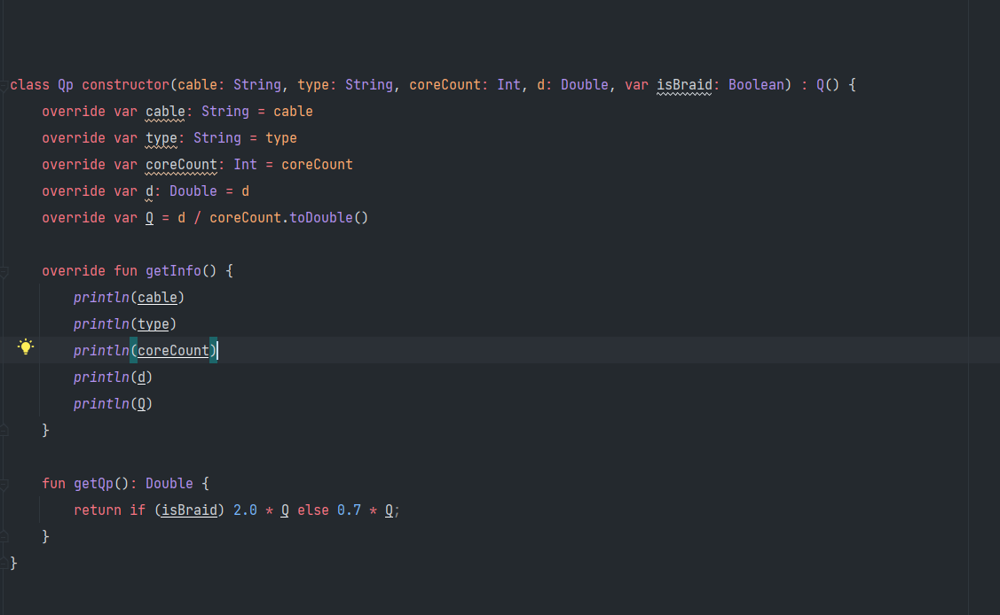 class Qp constructor(cable: String, type: String, coreCount: Int, d: Double, var isBraid: Boolean) : Q() {
    override var cable: String = cable
    override var type: String = type
    override var coreCount: Int = coreCount
    override var d: Double = d
    override var Q = d / coreCount.toDouble()

    override fun getInfo() {
        println(cable)
        println(type)
        println(coreCount)
        println(d)
        println(Q)
    }

    fun getQp(): Double {
        return if (isBraid) 2.0 * Q else 0.7 * Q;
    }
}